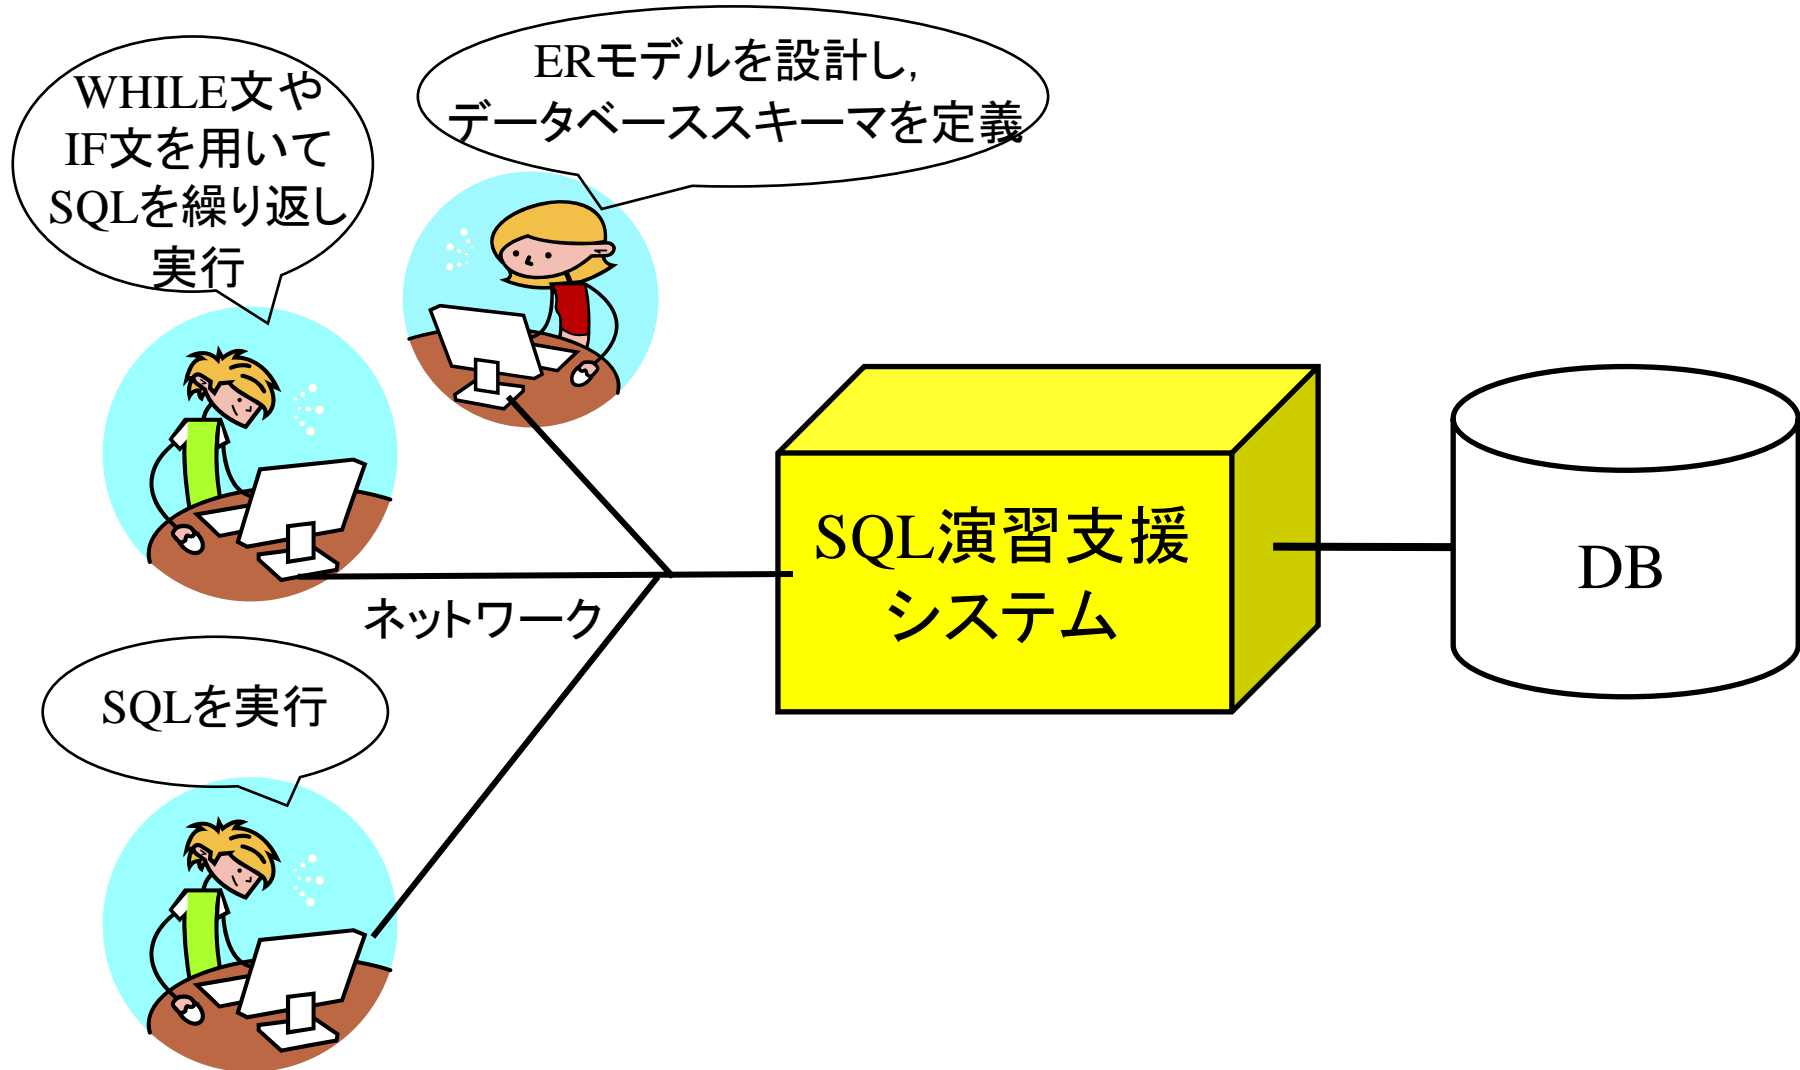 WHILE文や
IF文を用いて
SQLを繰り返し
実行
ERモデルを設計し,
データベーススキーマを定義
SQL演習支援
システム
DB
ネットワーク
SQLを実行